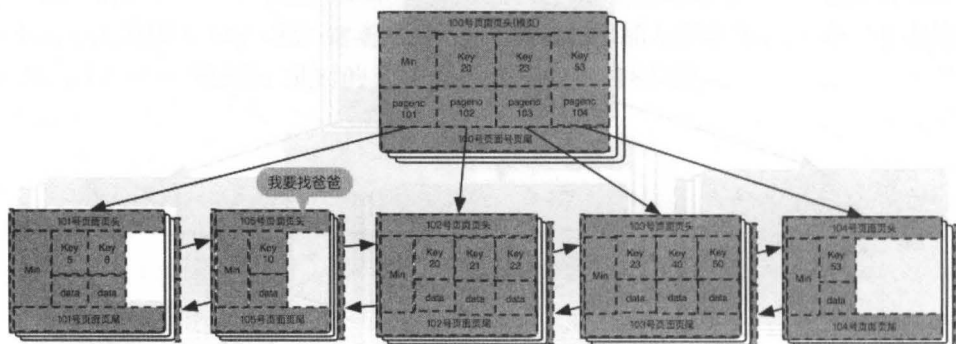 100号页面页头(根页)
Min Key 20 Key 23 Key 53
pageno 101 pageno 102 pageno 103 pageno 104
100号页面号页尾
我要找爸爸
101号页面页头
Min Key 5 Key 8
data data
101号页面页尾
105号页面页头
Min Key 10
data
105号页面页尾
102号页面页头
Min Key 20 Key 21 Key 22
data data data
102号页面页尾
103号页面页头
Min Key 23 Key 40 Key 50
data data data
103号页面页尾
104号页面页头
Min Key 53
data
104号页面页尾